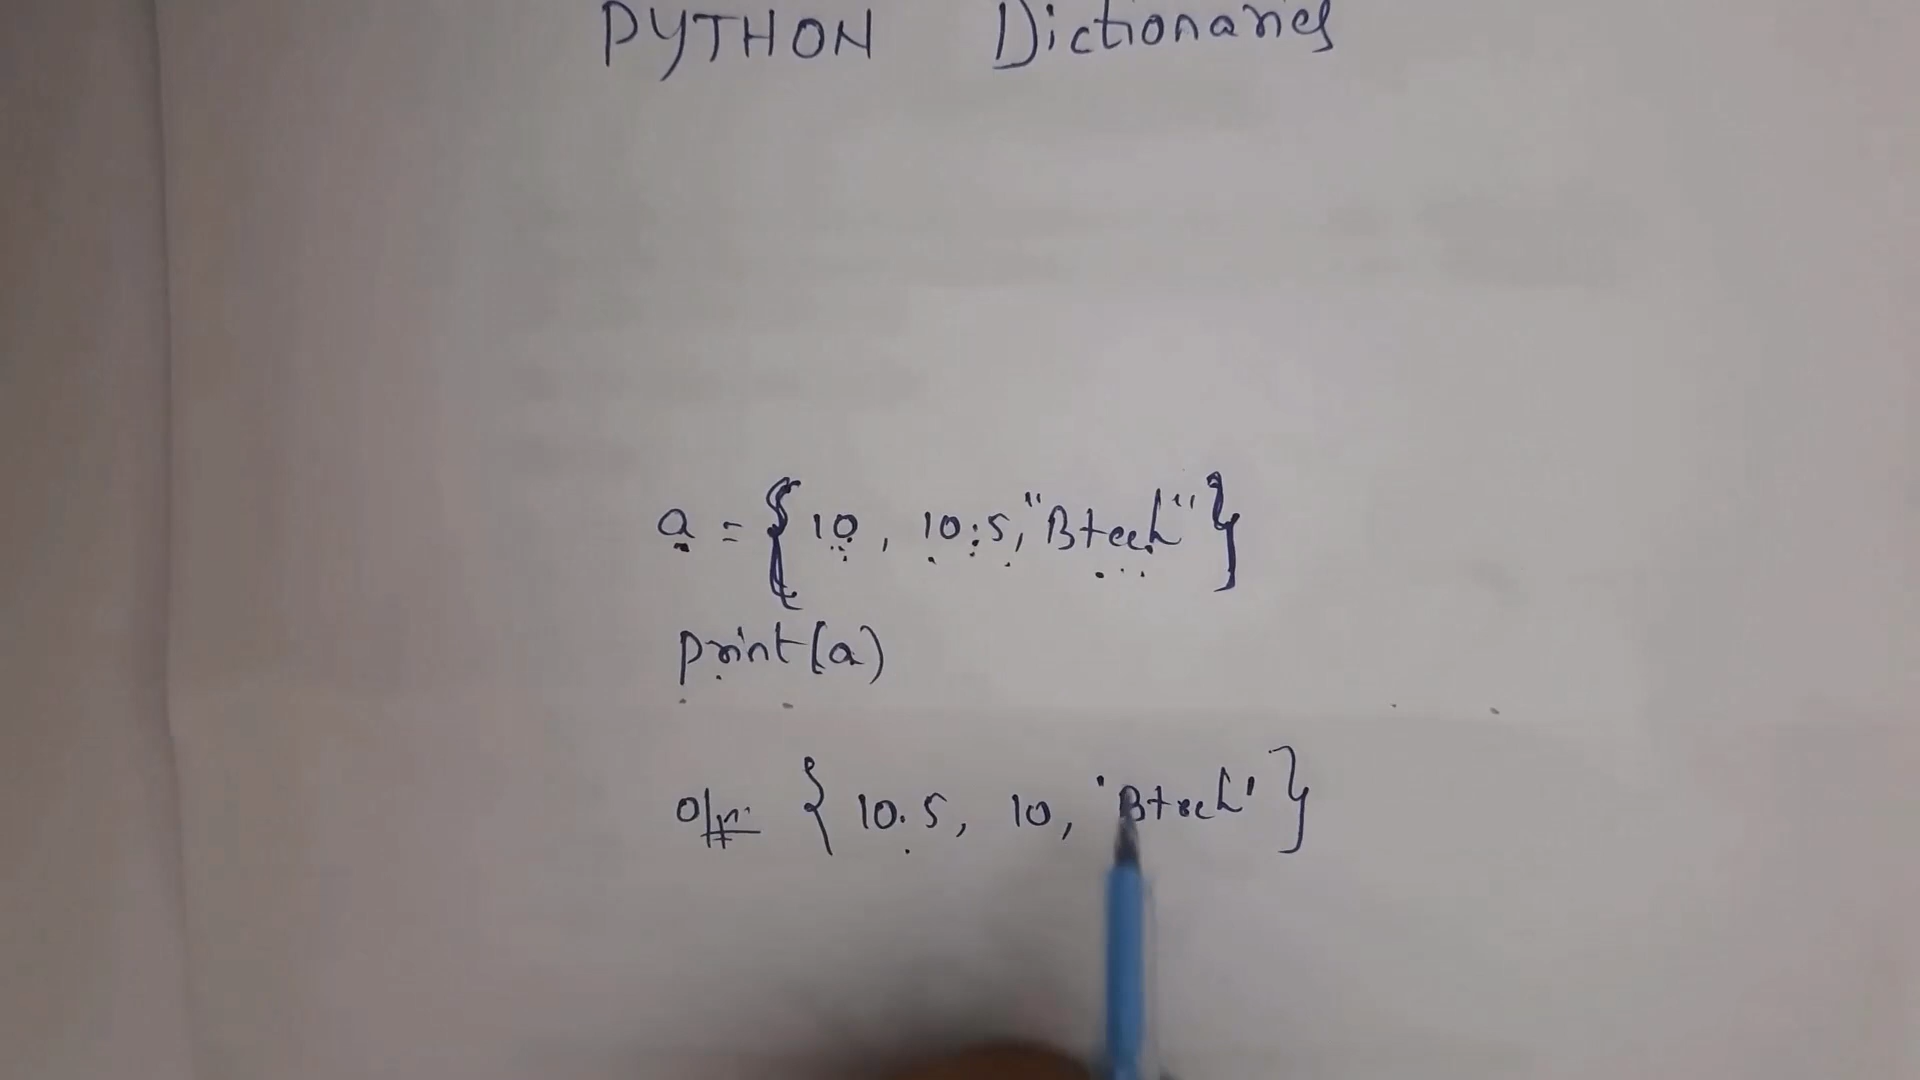 PYTHON Dictionaries
a = {10, 10.5, "Btech"}
print(a)
O/p: {10.5, 10, 'Btech'}